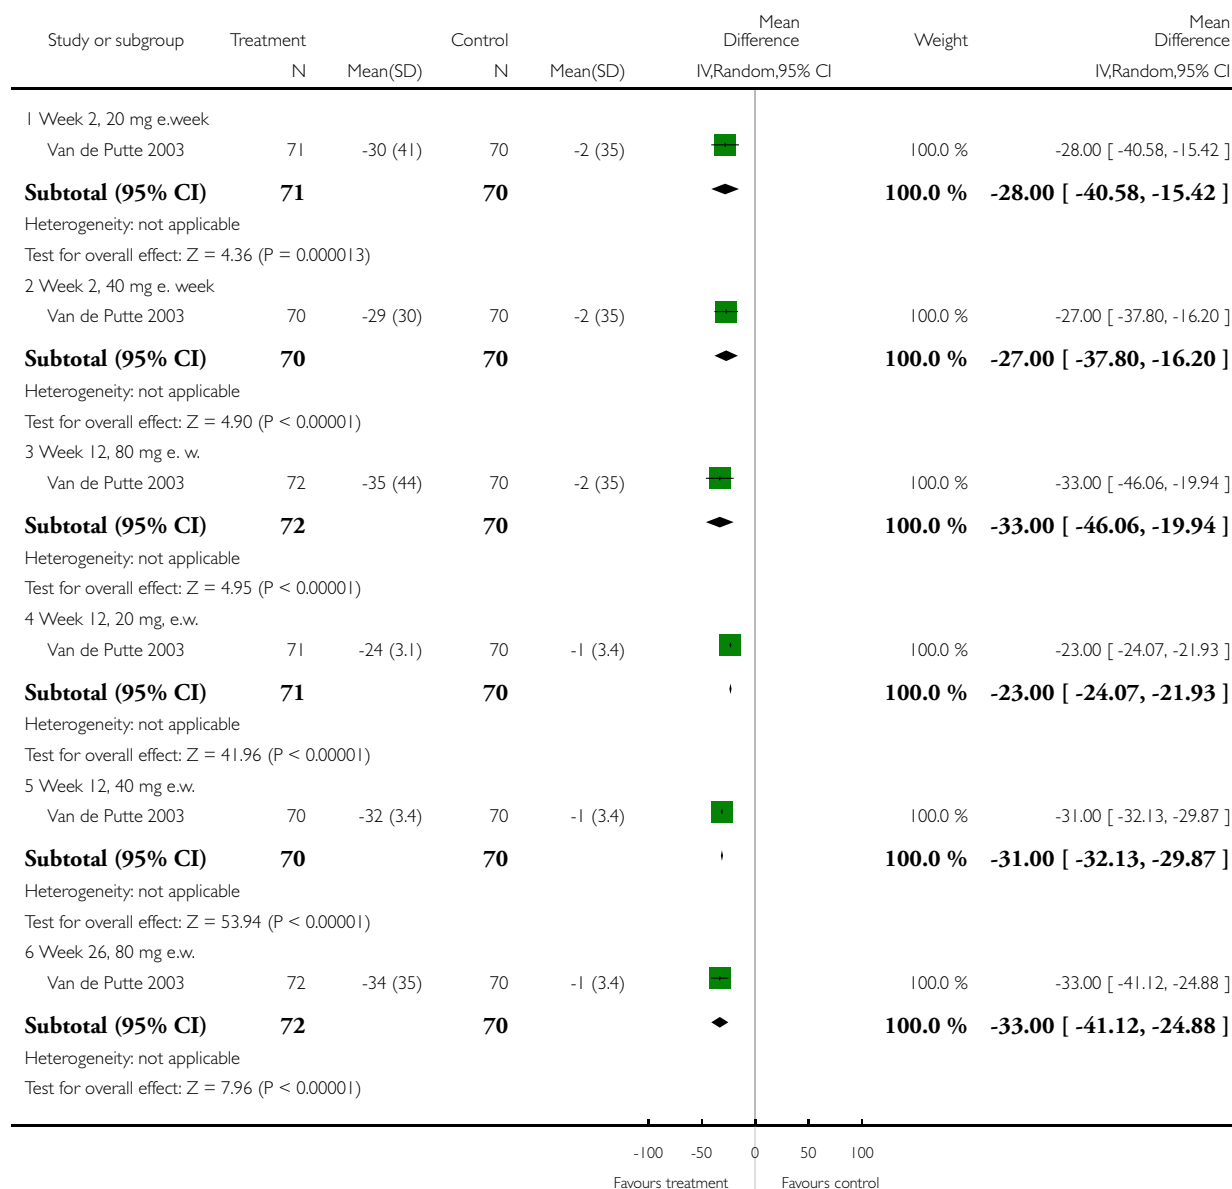 Study or subgroup Treatment Control Mean Difference Weight Mean Difference
N Mean(SD) N Mean(SD) IV,Random,95% CI IV,Random,95% CI
1 Week 2, 20 mg e.week
Van de Putte 2003 71 -30 (41) 70 -2 (35) 100.0 % -28.00 [ -40.58, -15.42 ]
Subtotal (95% CI) 71 70 100.0 % -28.00 [ -40.58, -15.42 ]
Heterogeneity: not applicable
Test for overall effect: Z = 4.36 (P = 0.000013)
2 Week 2, 40 mg e. week
Van de Putte 2003 70 -29 (30) 70 -2 (35) 100.0 % -27.00 [ -37.80, -16.20 ]
Subtotal (95% CI) 70 70 100.0 % -27.00 [ -37.80, -16.20 ]
Heterogeneity: not applicable
Test for overall effect: Z = 4.90 (P < 0.00001)
3 Week 12, 80 mg e. w.
Van de Putte 2003 72 -35 (44) 70 -2 (35) 100.0 % -33.00 [ -46.06, -19.94 ]
Subtotal (95% CI) 72 70 100.0 % -33.00 [ -46.06, -19.94 ]
Heterogeneity: not applicable
Test for overall effect: Z = 4.95 (P < 0.00001)
4 Week 12, 20 mg, e.w.
Van de Putte 2003 71 -24 (3.1) 70 -1 (3.4) 100.0 % -23.00 [ -24.07, -21.93 ]
Subtotal (95% CI) 71 70 100.0 % -23.00 [ -24.07, -21.93 ]
Heterogeneity: not applicable
Test for overall effect: Z = 41.96 (P < 0.00001)
5 Week 12, 40 mg e.w.
Van de Putte 2003 70 -32 (3.4) 70 -1 (3.4) 100.0 % -31.00 [ -32.13, -29.87 ]
Subtotal (95% CI) 70 70 100.0 % -31.00 [ -32.13, -29.87 ]
Heterogeneity: not applicable
Test for overall effect: Z = 53.94 (P < 0.00001)
6 Week 26, 80 mg e.w.
Van de Putte 2003 72 -34 (35) 70 -1 (3.4) 100.0 % -33.00 [ -41.12, -24.88 ]
Subtotal (95% CI) 72 70 100.0 % -33.00 [ -41.12, -24.88 ]
Heterogeneity: not applicable
Test for overall effect: Z = 7.96 (P < 0.00001)
-100 -50 0 50 100
Favours treatment Favours control